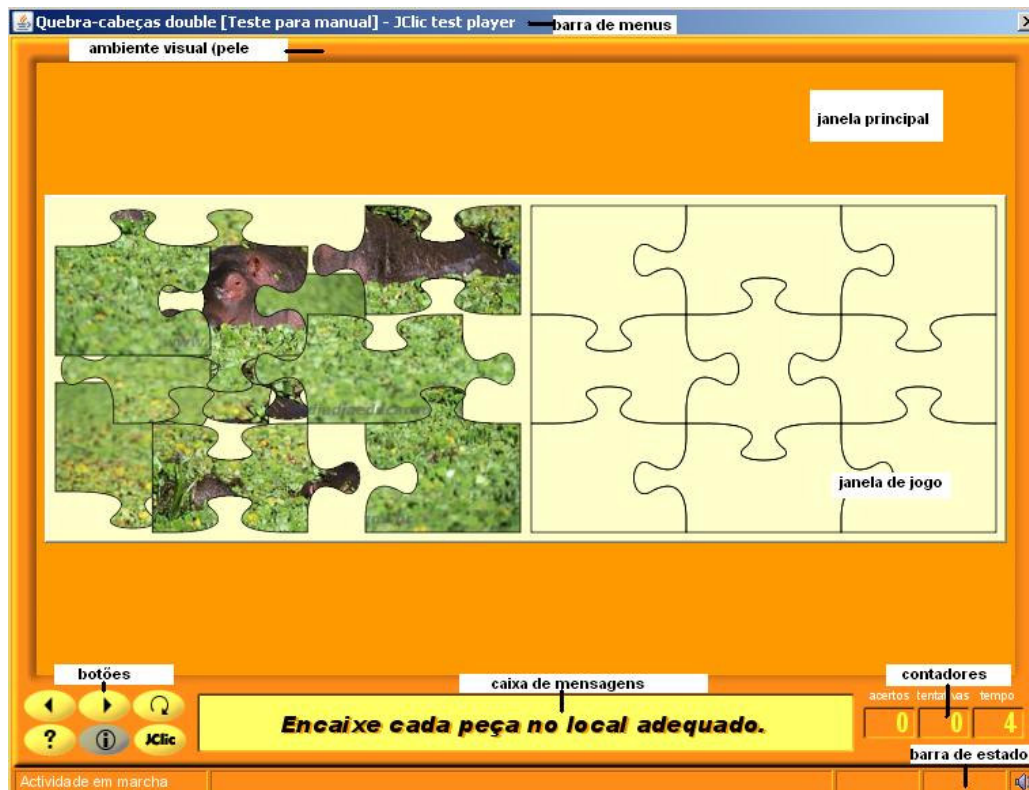 Quebra-cabeças double [Teste para manual] - JClic test player
barra de menus
ambiente visual (pele
janela principal
janela de jogo
botões
caixa de mensagens
contadores
acertos tentativas tempo
Encaixe cada peça no local adequado.
0 0 4
JClic
barra de estado
Actividade em marcha